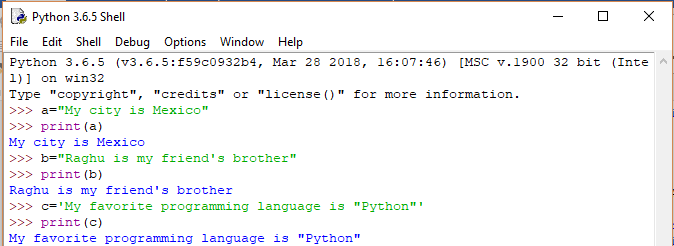 Python 3.6.5 Shell
File Edit Shell Debug Options Window Help
Python 3.6.5 (v3.6.5:f59c0932b4, Mar 28 2018, 16:07:46) [MSC v.1900 32 bit (Inte
l)] on win32
Type "copyright", "credits" or "license()" for more information.
>>> a="My city is Mexico"
>>> print(a)
My city is Mexico
>>> b="Raghu is my friend's brother"
>>> print(b)
Raghu is my friend's brother
>>> c='My favorite programming language is "Python"'
>>> print(c)
My favorite programming language is "Python"